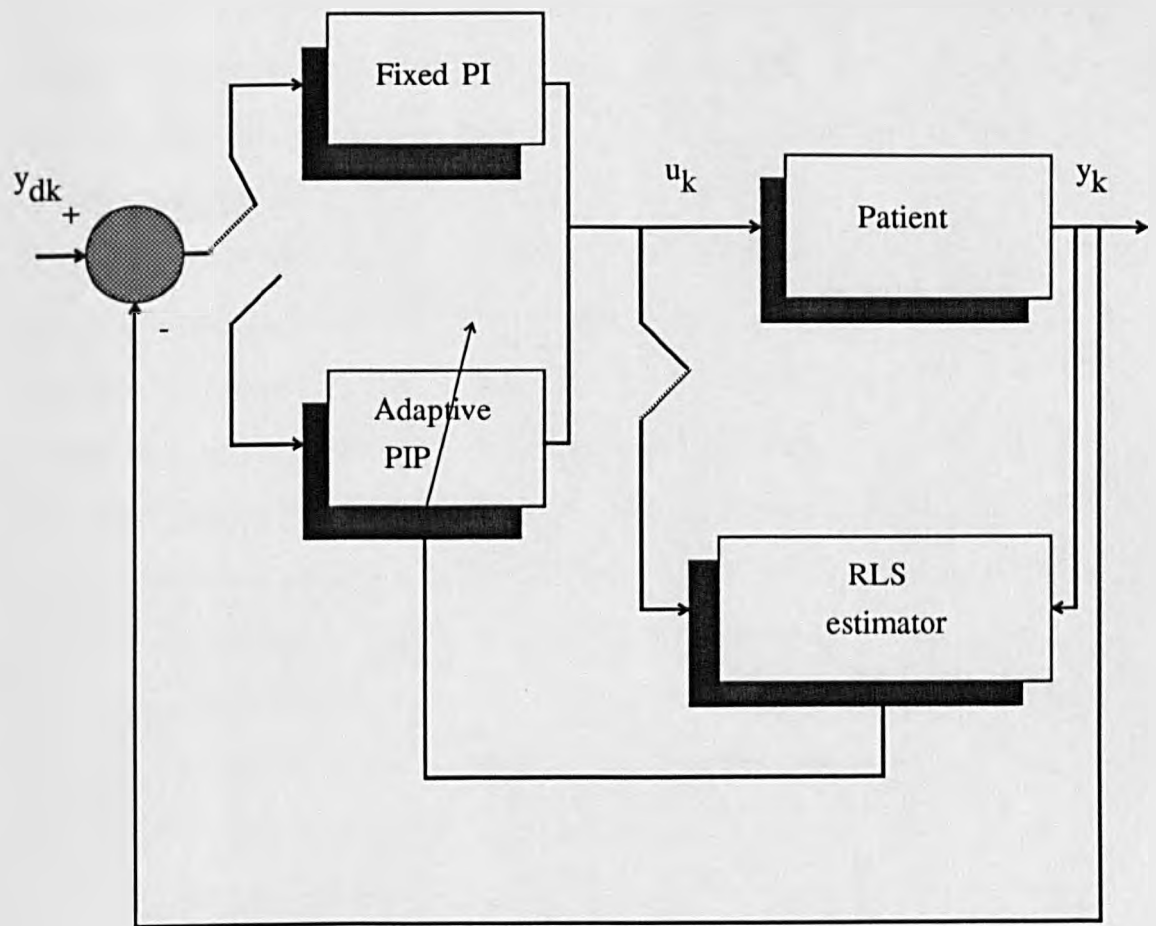 Fixed PI
y_dk
+
-
u_k
y_k
Patient
Adaptive
PIP
RLS
estimator